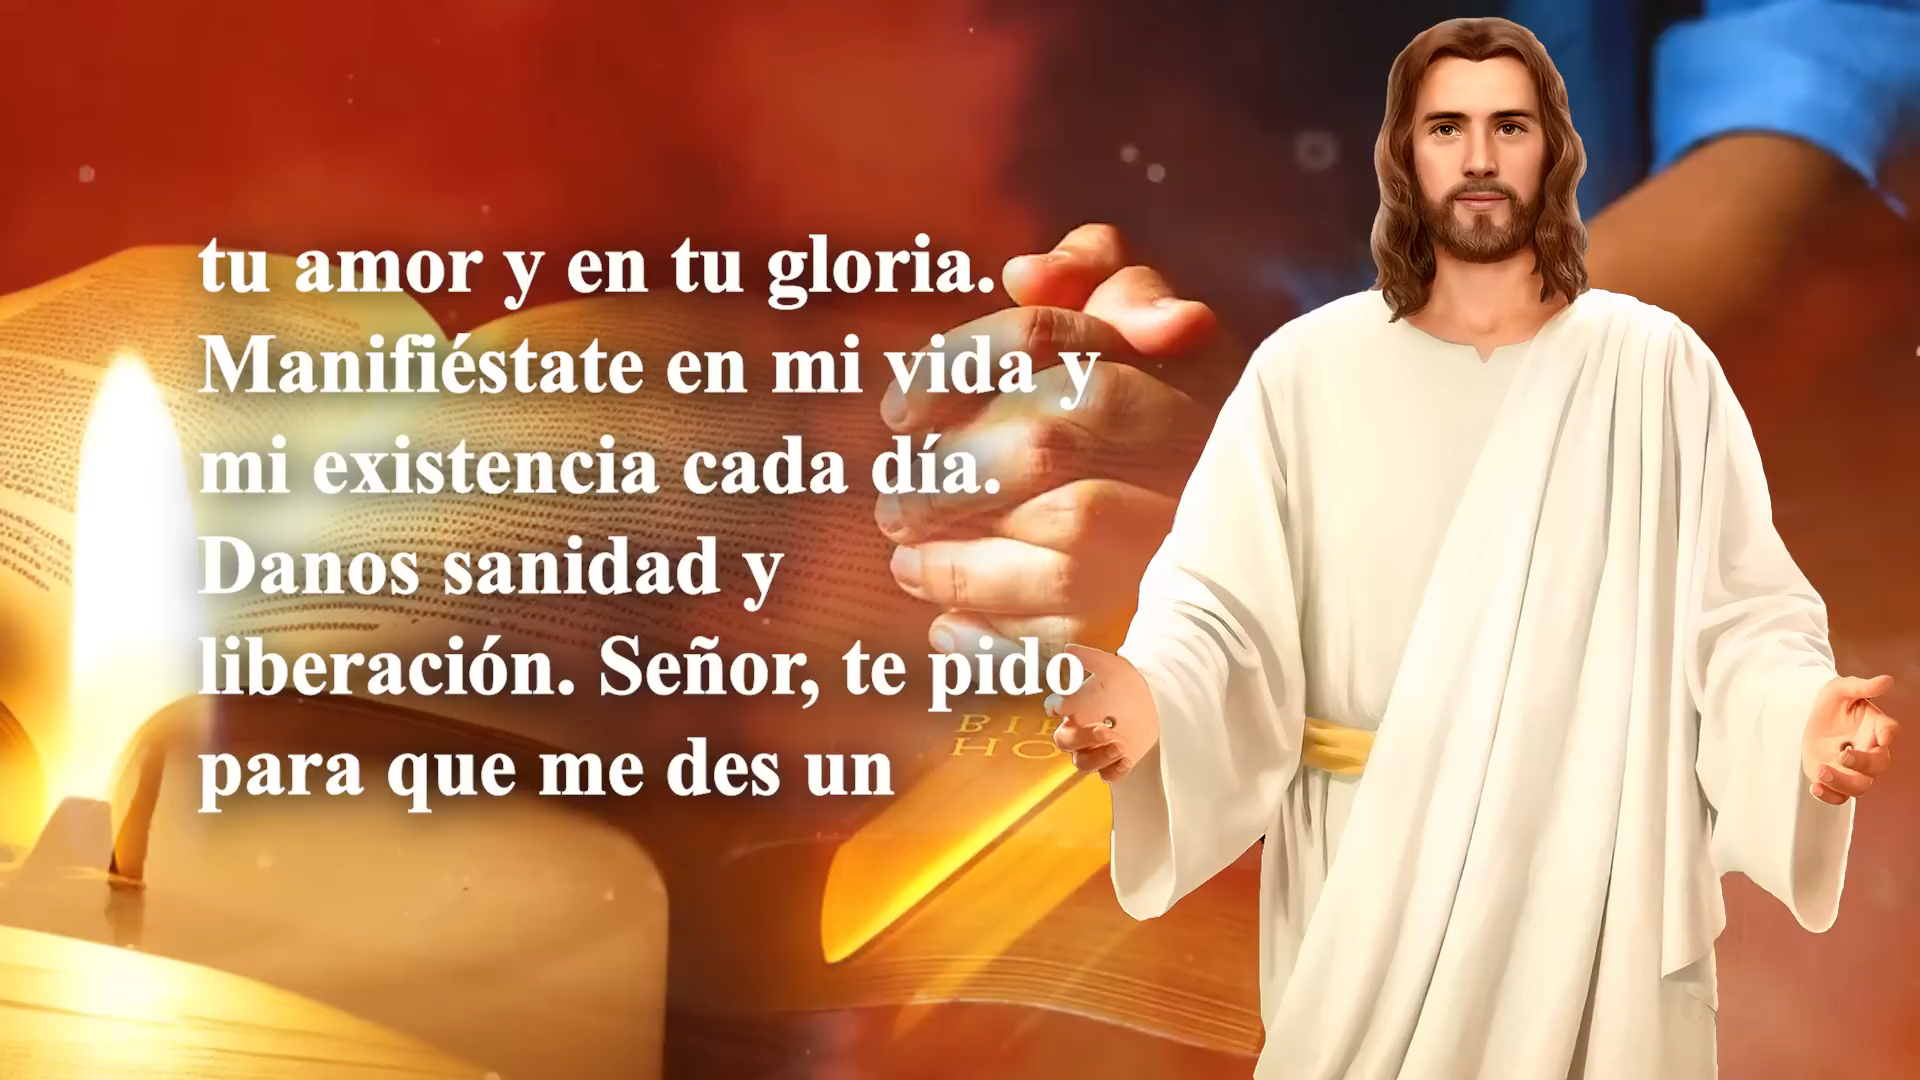 tu amor y en tu gloria.
Manifiéstate en mi vida y
mi existencia cada día.
Danos sanidad y
liberación. Señor, te pido
para que me des un